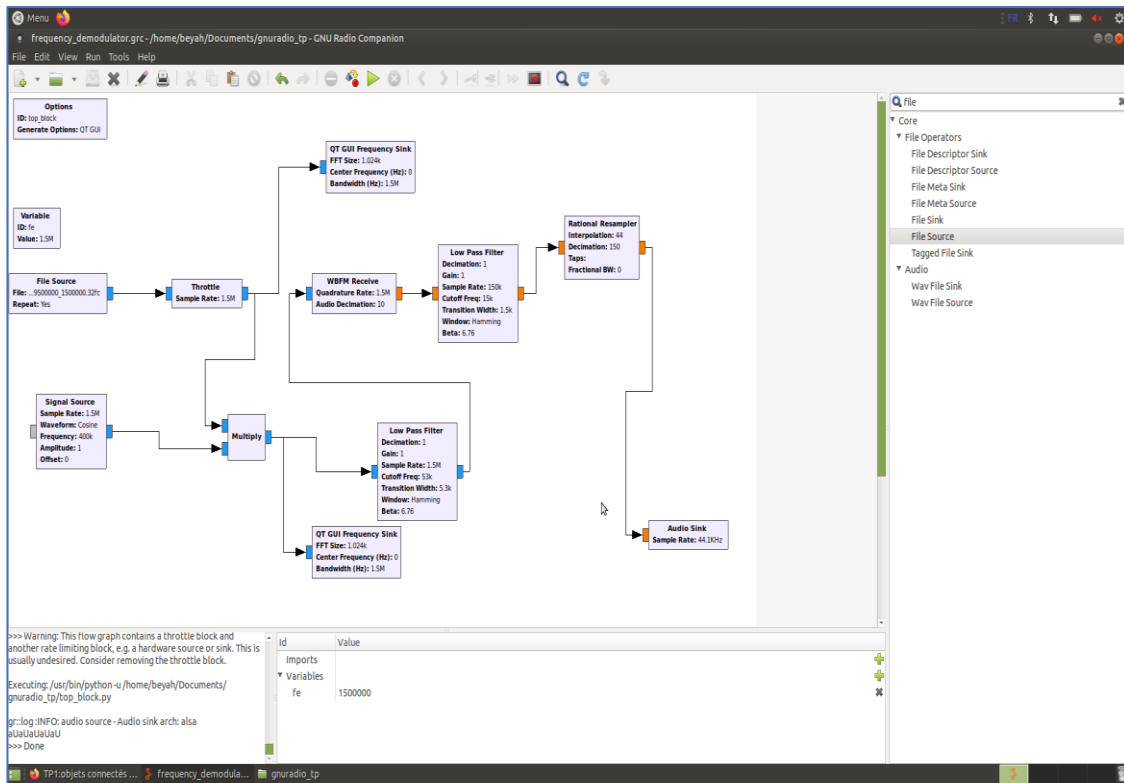 Menu
FR
frequency_demodulator.grc - /home/beyah/Documents/gnuradio_tp - GNU Radio Companion
File Edit View Run Tools Help
Options
ID: top_block
Generate Options: QT GUI
Variable
ID: fe
Value: 1.5M
File Source
File: ...9500000_1500000.32fc
Repeat: Yes
Throttle
Sample Rate: 1.5M
QT GUI Frequency Sink
FFT Size: 1.024k
Center Frequency (Hz): 0
Bandwidth (Hz): 1.5M
WBFM Receive
Quadrature Rate: 1.5M
Audio Decimation: 10
Low Pass Filter
Decimation: 1
Gain: 1
Sample Rate: 150k
Cutoff Freq: 15k
Transition Width: 1.5k
Window: Hamming
Beta: 6.76
Rational Resampler
Interpolation: 44
Decimation: 150
Taps:
Fractional BW: 0
Signal Source
Sample Rate: 1.5M
Waveform: Cosine
Frequency: 400k
Amplitude: 1
Offset: 0
Multiply
Low Pass Filter
Decimation: 1
Gain: 1
Sample Rate: 1.5M
Cutoff Freq: 53k
Transition Width: 5.3k
Window: Hamming
Beta: 6.76
QT GUI Frequency Sink
FFT Size: 1.024k
Center Frequency (Hz): 0
Bandwidth (Hz): 1.5M
Audio Sink
Sample Rate: 44.1KHz
file
Core
File Operators
File Descriptor Sink
File Descriptor Source
File Meta Sink
File Meta Source
File Sink
File Source
Tagged File Sink
Audio
Wav File Sink
Wav File Source
>>> Warning: This flow graph contains a throttle block and
another rate limiting block, e.g. a hardware source or sink. This is
usually undesired. Consider removing the throttle block.
Executing: /usr/bin/python -u /home/beyah/Documents/
gnuradio_tp/top_block.py
gr::log :INFO: audio source - Audio sink arch: alsa
aUaUaUaUaU
>>> Done
Id Value
Imports
Variables
fe 1500000
TP1:objets connectés ... frequency_demodula... gnuradio_tp